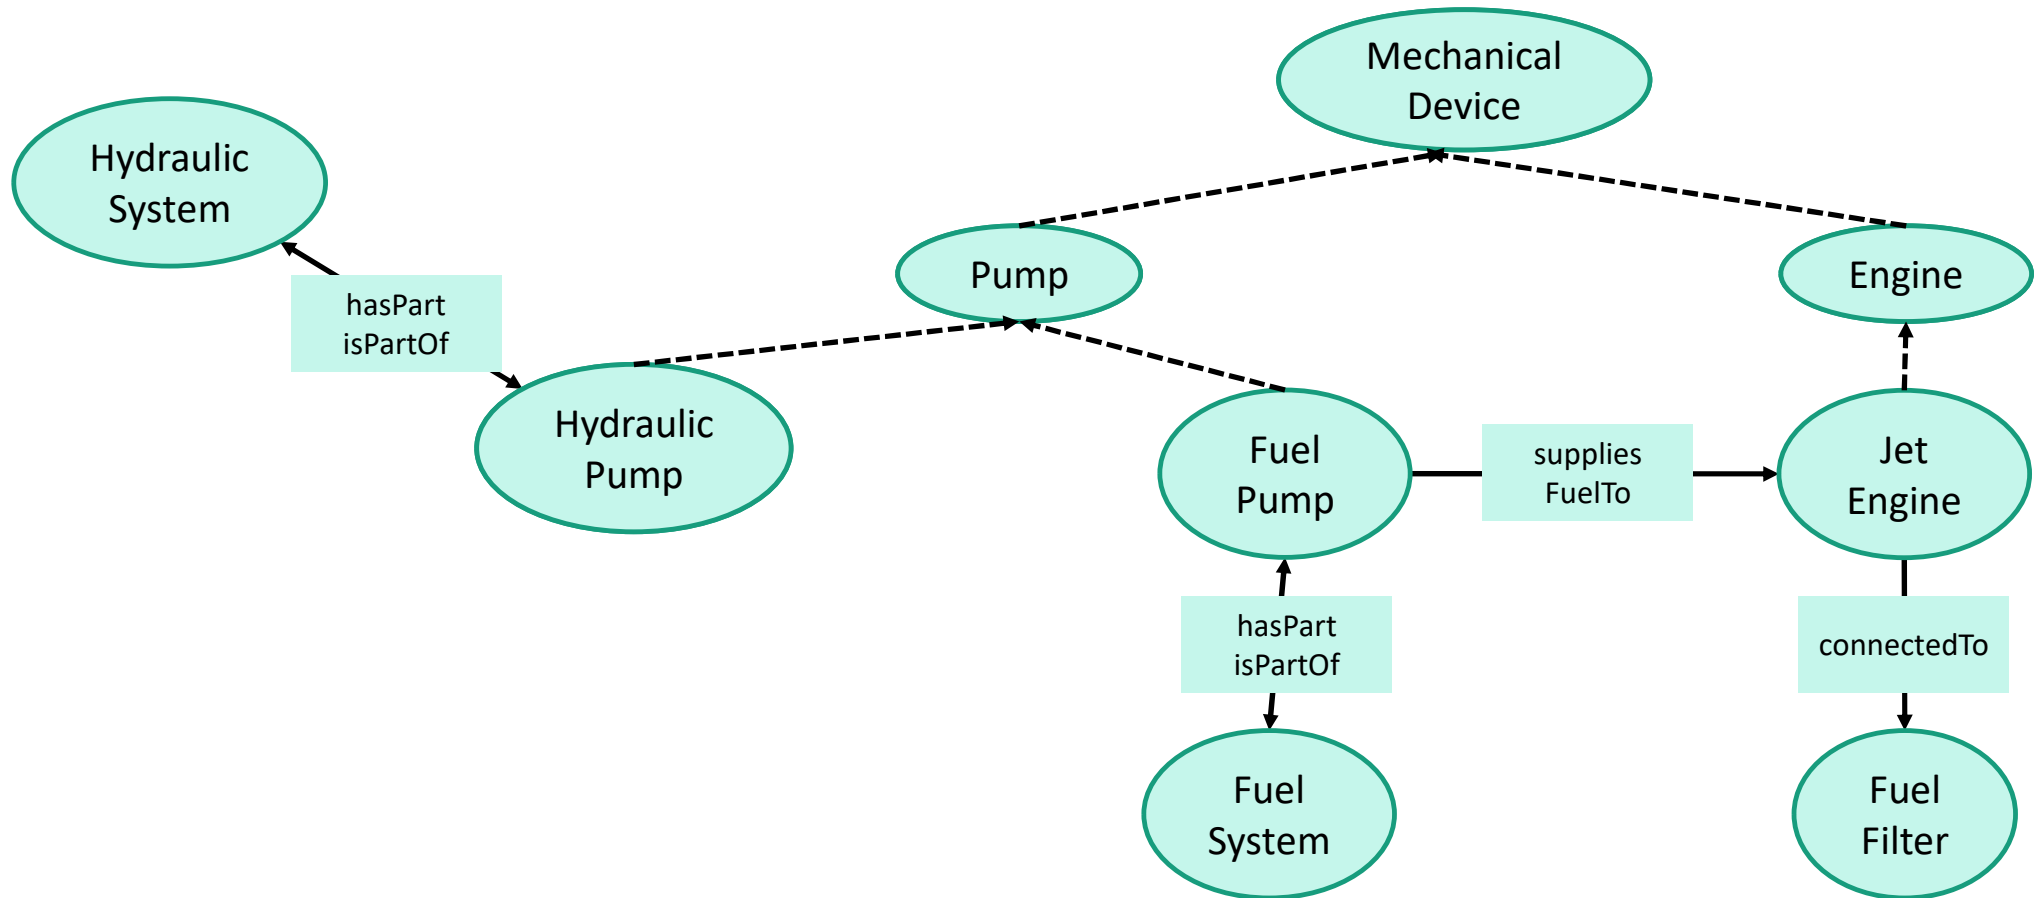 Mechanical
Device
Hydraulic
System
Pump
Engine
hasPart
isPartOf
Hydraulic
Pump
Fuel
Pump
supplies
FuelTo
Jet
Engine
hasPart
isPartOf
connectedTo
Fuel
System
Fuel
Filter